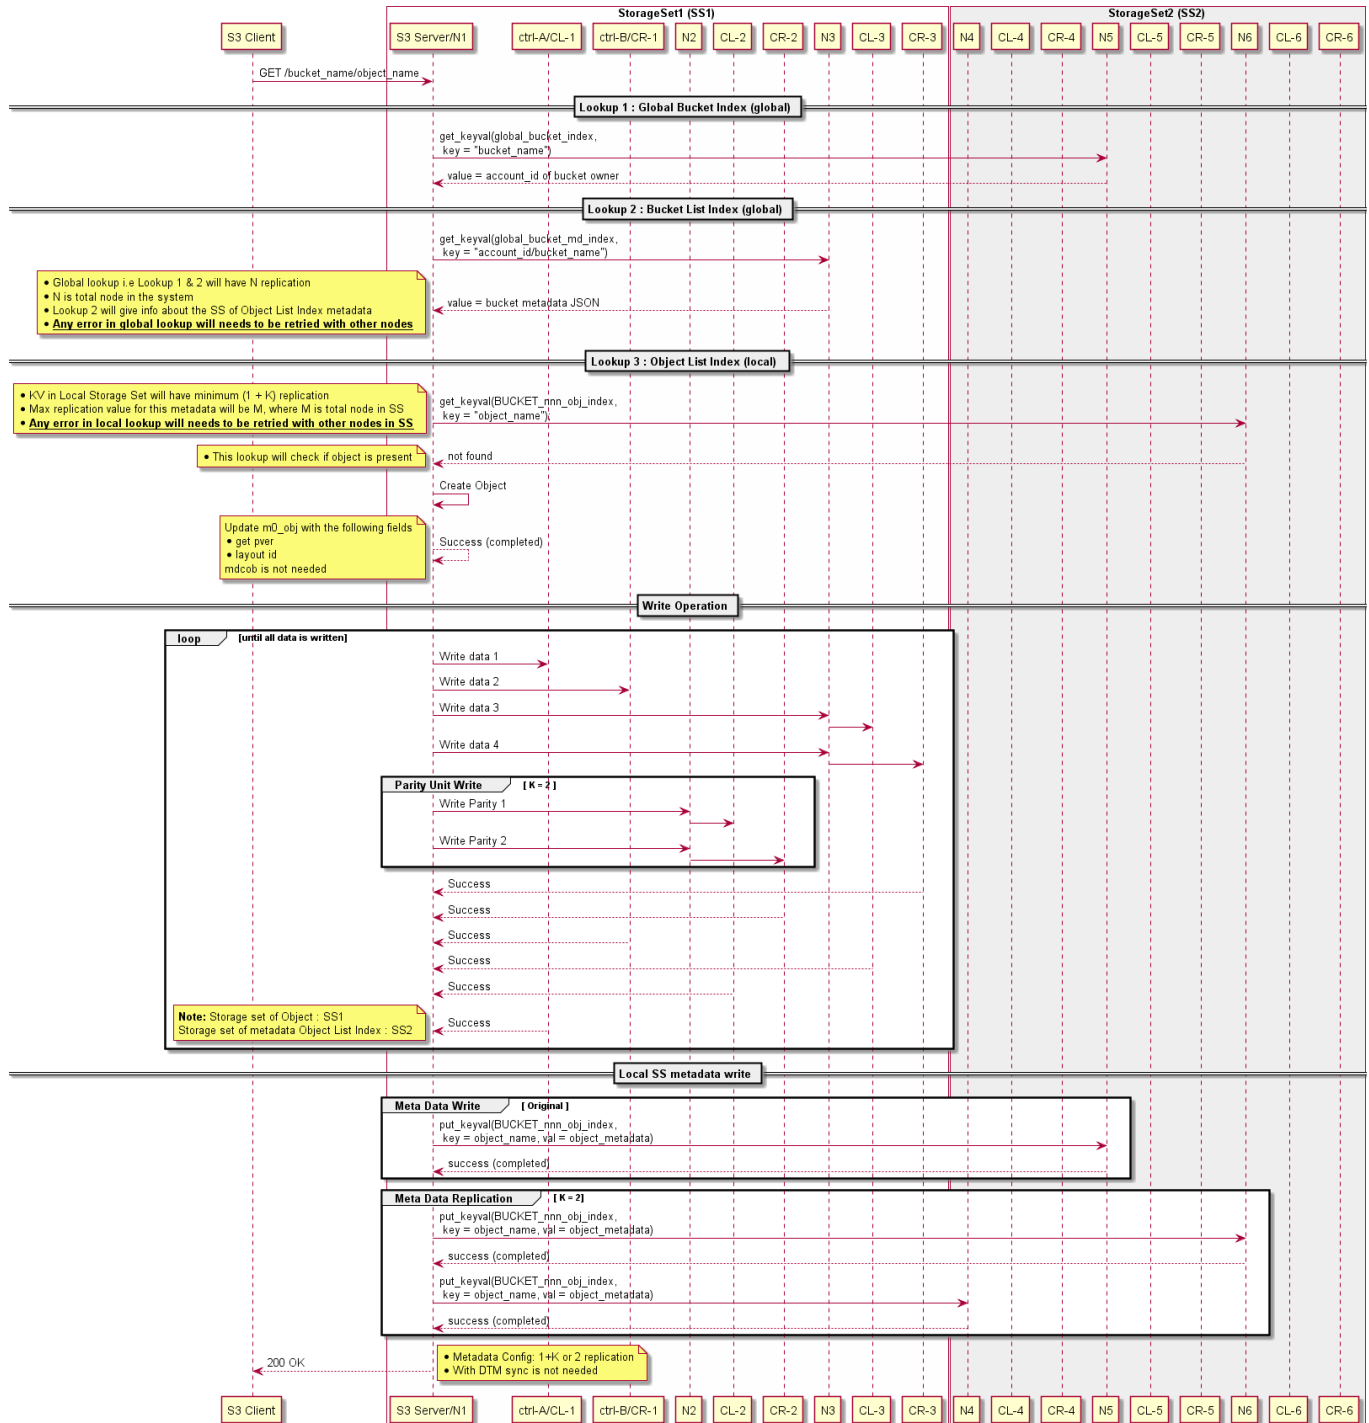 StorageSet1 (SS1)
StorageSet2 (SS2)
S3 Client
S3 Server/N1
ctrl-A/CL-1
ctrl-B/CR-1
N2
CL-2
CR-2
N3
CL-3
CR-3
N4
CL-4
CR-4
N5
CL-5
CR-5
N6
CL-6
CR-6
GET /bucket_name/object_name
Lookup 1 : Global Bucket Index (global)
get_keyval(global_bucket_index,
key = "bucket_name")
value = account_id of bucket owner
Lookup 2 : Bucket List Index (global)
get_keyval(global_bucket_md_index,
key = "account_id/bucket_name")
• Global lookup i.e Lookup 1 & 2 will have N replication
• N is total node in the system
• Lookup 2 will give info about the SS of Object List Index metadata
• Any error in global lookup will needs to be retried with other nodes
value = bucket metadata JSON
Lookup 3 : Object List Index (local)
• KV in Local Storage Set will have minimum (1 + K) replication
• Max replication value for this metadata will be M, where M is total node in SS
• Any error in local lookup will needs to be retried with other nodes in SS
get_keyval(BUCKET_nnn_obj_index,
key = "object_name")
• This lookup will check if object is present
not found
Create Object
Update m0_obj with the following fields
• get pver
• layout id
mdcob is not needed
Success (completed)
Write Operation
loop
[until all data is written]
Write data 1
Write data 2
Write data 3
Write data 4
Parity Unit Write
[ K = 2 ]
Write Parity 1
Write Parity 2
Success
Success
Success
Success
Success
Note: Storage set of Object : SS1
Storage set of metadata Object List Index : SS2
Success
Local SS metadata write
Meta Data Write
[ Original ]
put_keyval(BUCKET_nnn_obj_index,
key = object_name, val = object_metadata)
success (completed)
Meta Data Replication
[ K = 2]
put_keyval(BUCKET_nnn_obj_index,
key = object_name, val = object_metadata)
success (completed)
put_keyval(BUCKET_nnn_obj_index,
key = object_name, val = object_metadata)
success (completed)
200 OK
• Metadata Config: 1+K or 2 replication
• With DTM sync is not needed
S3 Client
S3 Server/N1
ctrl-A/CL-1
ctrl-B/CR-1
N2
CL-2
CR-2
N3
CL-3
CR-3
N4
CL-4
CR-4
N5
CL-5
CR-5
N6
CL-6
CR-6